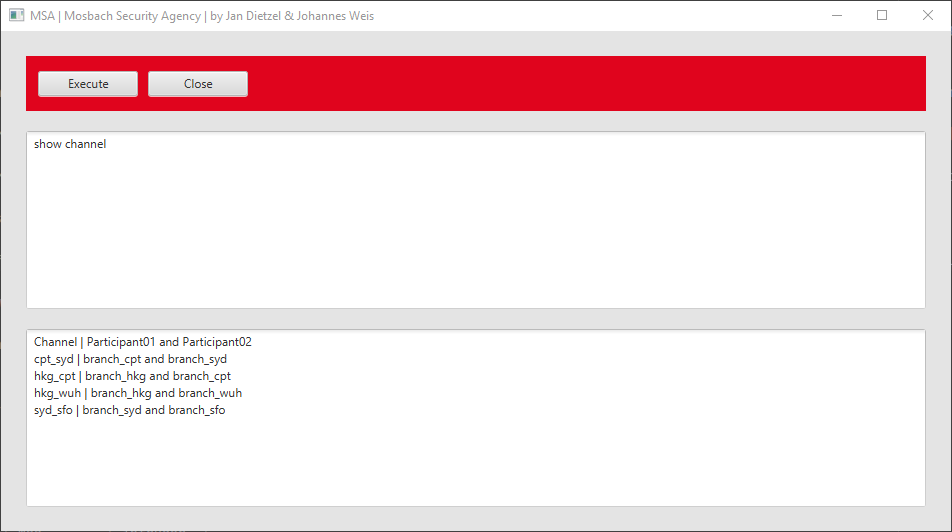 MSA | Mosbach Security Agency | by Jan Dietzel & Johannes Weis
Execute
Close
show channel
Channel | Participant01 and Participant02
cpt_syd | branch_cpt and branch_syd
hkg_cpt | branch_hkg and branch_cpt
hkg_wuh | branch_hkg and branch_wuh
syd_sfo | branch_syd and branch_sfo